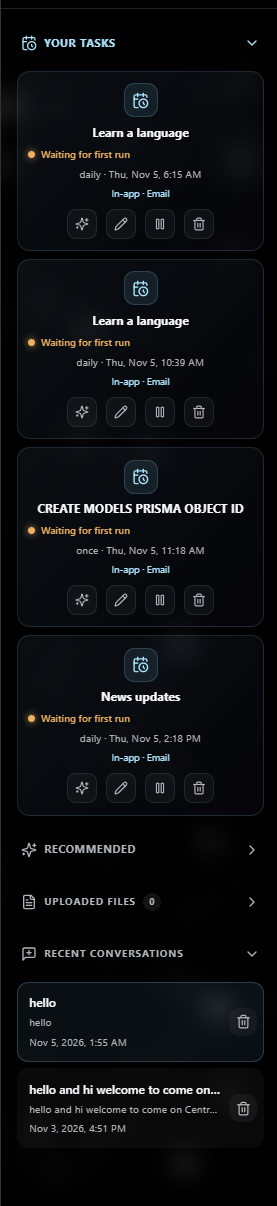 YOUR TASKS
Learn a language
Waiting for first run
daily · Thu, Nov 5, 6:15 AM
In-app · Email
Learn a language
Waiting for first run
daily · Thu, Nov 5, 10:39 AM
In-app · Email
CREATE MODELS PRISMA OBJECT ID
Waiting for first run
once · Thu, Nov 5, 11:18 AM
In-app · Email
News updates
Waiting for first run
daily · Thu, Nov 5, 2:18 PM
In-app · Email
RECOMMENDED
UPLOADED FILES 0
RECENT CONVERSATIONS
hello
hello
Nov 5, 2026, 1:55 AM
hello and hi welcome to come on...
hello and hi welcome to come on Centr...
Nov 3, 2026, 4:51 PM